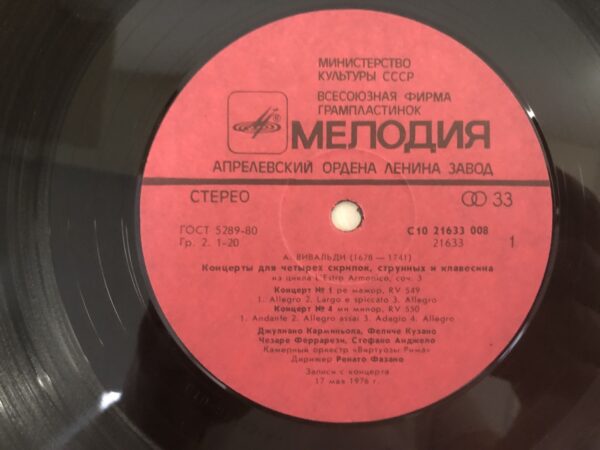 МИНИСТЕРСТВО
КУЛЬТУРЫ СССР
ВСЕСОЮЗНАЯ ФИРМА
ГРАМПЛАСТИНОК
МЕЛОДИЯ
АПРЕЛЕВСКИЙ ОРДЕНА ЛЕНИНА ЗАВОД
СТЕРЕО 33
ГОСТ 5289-80 С10 21633 008
Гр. 2. 1-20 21633 1
А. ВИВАЛЬДИ (1678 — 1741)
Концерты для четырех скрипок, струнных и клавесина
из цикла L'Estro Armonico, соч. 3
Концерт № 1 ре мажор, RV 549
1. Allegro 2. Largo e spiccato 3. Allegro
Концерт № 4 ми минор, RV 550
1. Andante 2. Allegro assai 3. Adagio 4. Allegro
Джулиано Карминьола, Феличе Кузано
Чезаре Феррарези, Стефано Анджело
Камерный оркестр «Виртуозы Рима»
Дирижер Ренато Фазано
Записи с концерта
17 мая 1976 г.